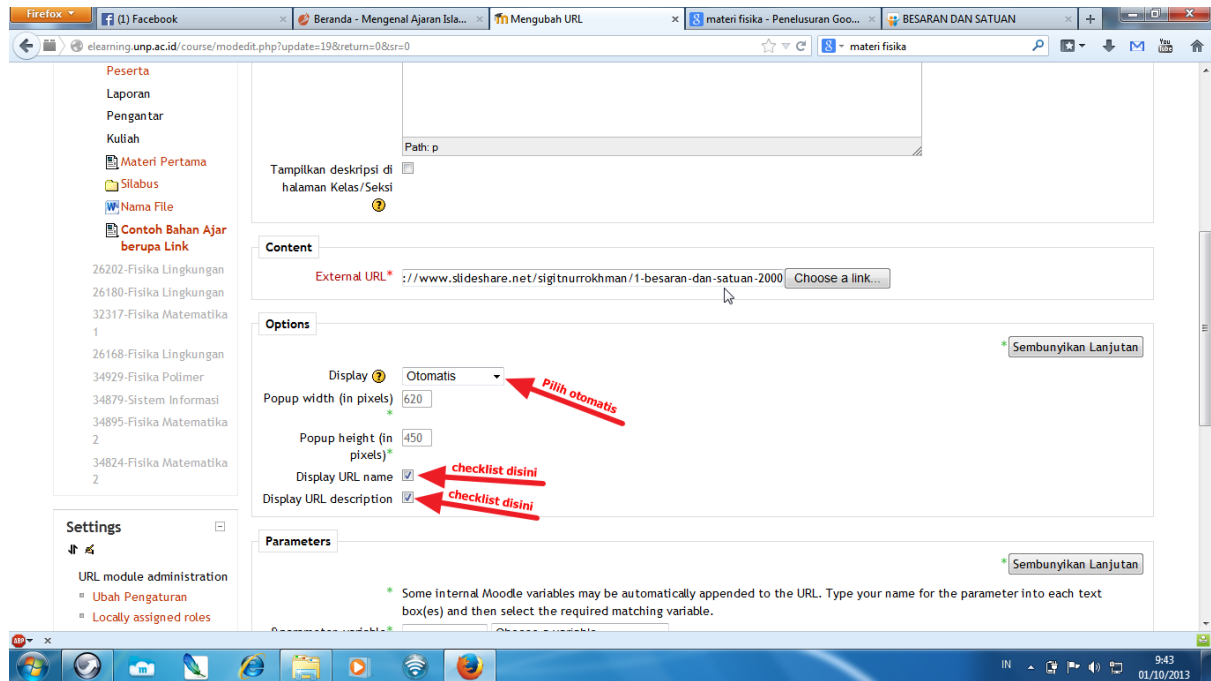 Firefox
(1) Facebook
Beranda - Mengenal Ajaran Isla...
Mengubah URL
materi fisika - Penelusuran Goo...
BESARAN DAN SATUAN
elearning.unp.ac.id/course/modedit.php?update=19&return=0&sr=0
materi fisika
Peserta
Laporan
Pengantar
Kuliah
Materi Pertama
Silabus
Nama File
Contoh Bahan Ajar
berupa Link
26202-Fisika Lingkungan
26180-Fisika Lingkungan
32317-Fisika Matematika
1
26168-Fisika Lingkungan
34929-Fisika Polimer
34879-Sistem Informasi
34895-Fisika Matematika
2
34824-Fisika Matematika
2
Settings
URL module administration
Ubah Pengaturan
Locally assigned roles
Path: p
Tampilkan deskripsi di
halaman Kelas/Seksi
Content
External URL* ://www.slideshare.net/sigitnurrokhman/1-besaran-dan-satuan-2000 Choose a link...
Options
* Sembunyikan Lanjutan
Display Otomatis
Pilih otomatis
Popup width (in pixels) 620
*
Popup height (in 450
pixels)*
Display URL name checklist disini
Display URL description checklist disini
Parameters
* Sembunyikan Lanjutan
* Some internal Moodle variables may be automatically appended to the URL. Type your name for the parameter into each text
box(es) and then select the required matching variable.
ABP
IN
9:43
01/10/2013